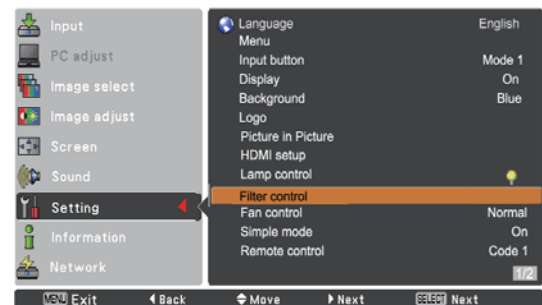 Input
PC adjust
Image select
Image adjust
Screen
Sound
Setting
Information
Network
Language English
Menu
Input button Mode 1
Display On
Background Blue
Logo
Picture in Picture
HDMI setup
Lamp control
Filter control
Fan control Normal
Simple mode On
Remote control Code 1
1/2
MENU Exit Back Move Next SELECT Next